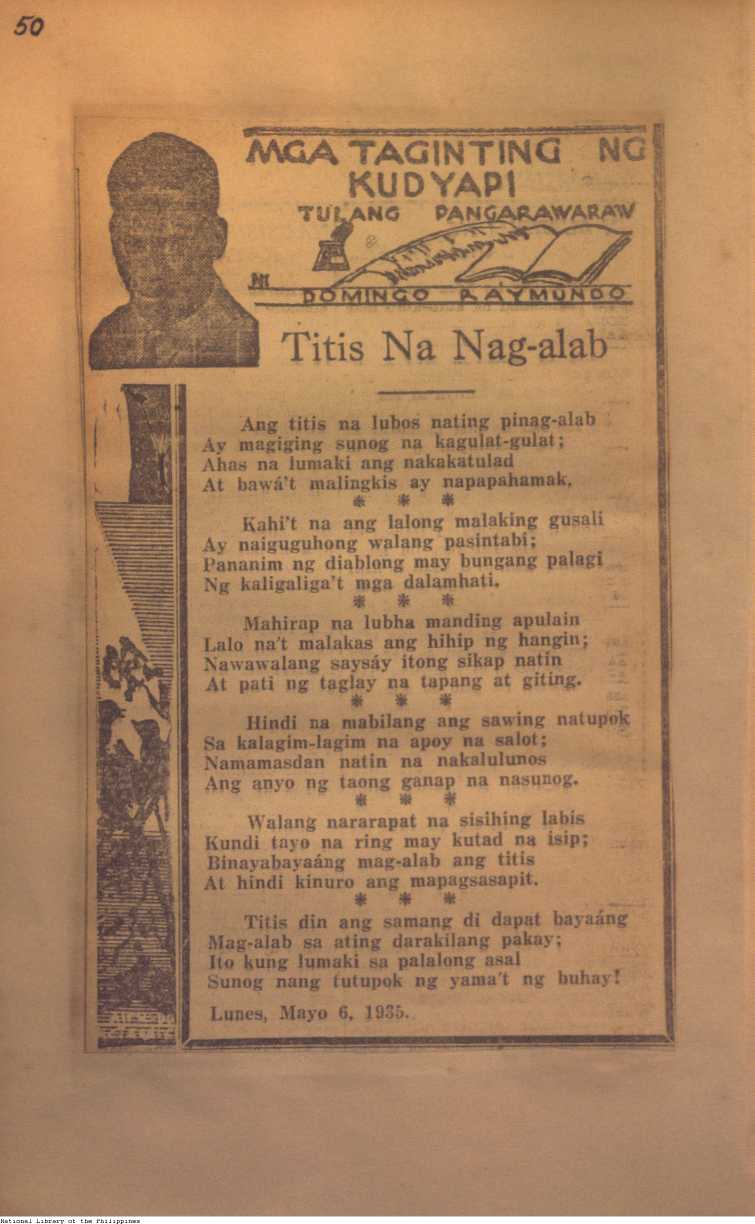 50
MGA TAGINTING NG
KUDYAPI
TULANG PANGARAWARAW
NI
DOMINGO RAYMUNDO
Titis Na Nag-alab
Ang titis na lubos nating pinag-alab
Ay magiging sunog na kagulat-gulat;
Ahas na lumaki ang nakakatulad
At bawá't malingkis ay napapahamak.
* * *
Kahi't na ang lalong malaking gusali
Ay naiguguhong walang pasintabi;
Pananim ng diablong may bungang palagi
Ng kaligaliga't mga dalamhati.
* * *
Mahirap na lubha manding apulain
Lalo na't malakas ang hihip ng hangin;
Nawawalang saysáy itong sikap natin
At pati ng taglay na tapang at giting.
* * *
Hindi na mabilang ang sawing natupok
Sa kalagim-lagim na apoy na salot;
Namamasdan natin na nakalulunos
Ang anyo ng taong ganap na nasunog.
* * *
Walang nararapat na sisihing labis
Kundi tayo na ring may kutad na isip;
Binayabayaáng mag-alab ang titis
At hindi kinuro ang mapagsasapit.
* * *
Titis din ang samang di dapat bayaáng
Mag-alab sa ating darakilang pakay;
Ito kung lumaki sa palalong asal
Sunog nang tutupok ng yama't ng buhay!
Lunes, Mayo 6, 1935.
National Library of the Philippines